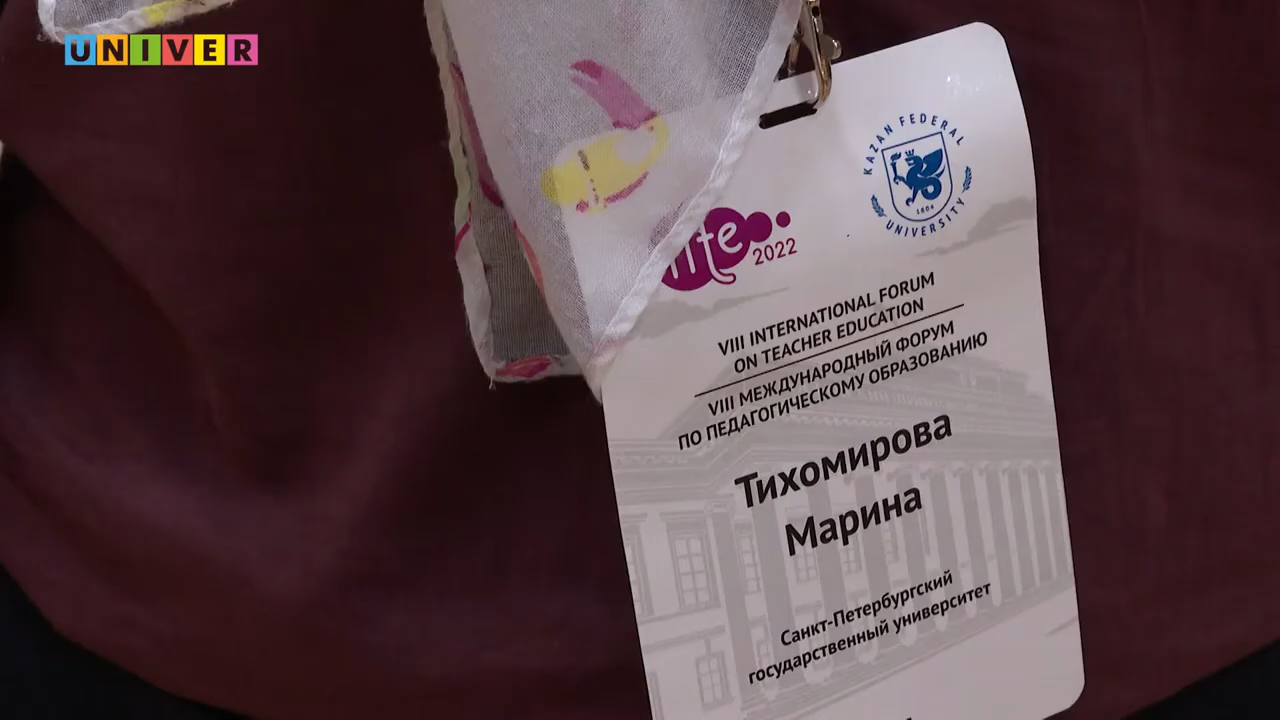 UNIVER
KAZAN FEDERAL
1804
UNIVERSITY
ifte
2022
VIII INTERNATIONAL FORUM
ON TEACHER EDUCATION
VIII МЕЖДУНАРОДНЫЙ ФОРУМ
ПО ПЕДАГОГИЧЕСКОМУ ОБРАЗОВАНИЮ
Тихомирова
Марина
Санкт-Петербургский
государственный университет